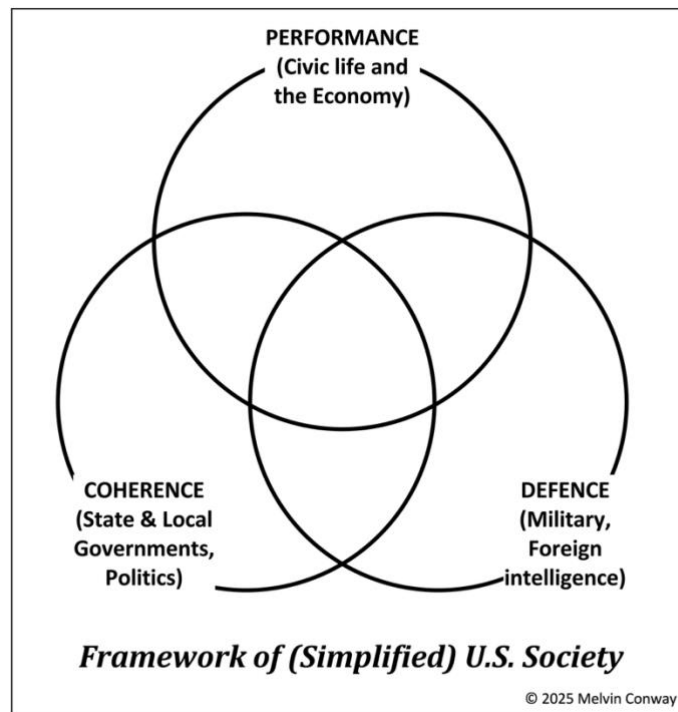 PERFORMANCE
(Civic life and
the Economy)
COHERENCE
(State & Local
Governments,
Politics)
DEFENCE
(Military,
Foreign
intelligence)
Framework of (Simplified) U.S. Society
© 2025 Melvin Conway